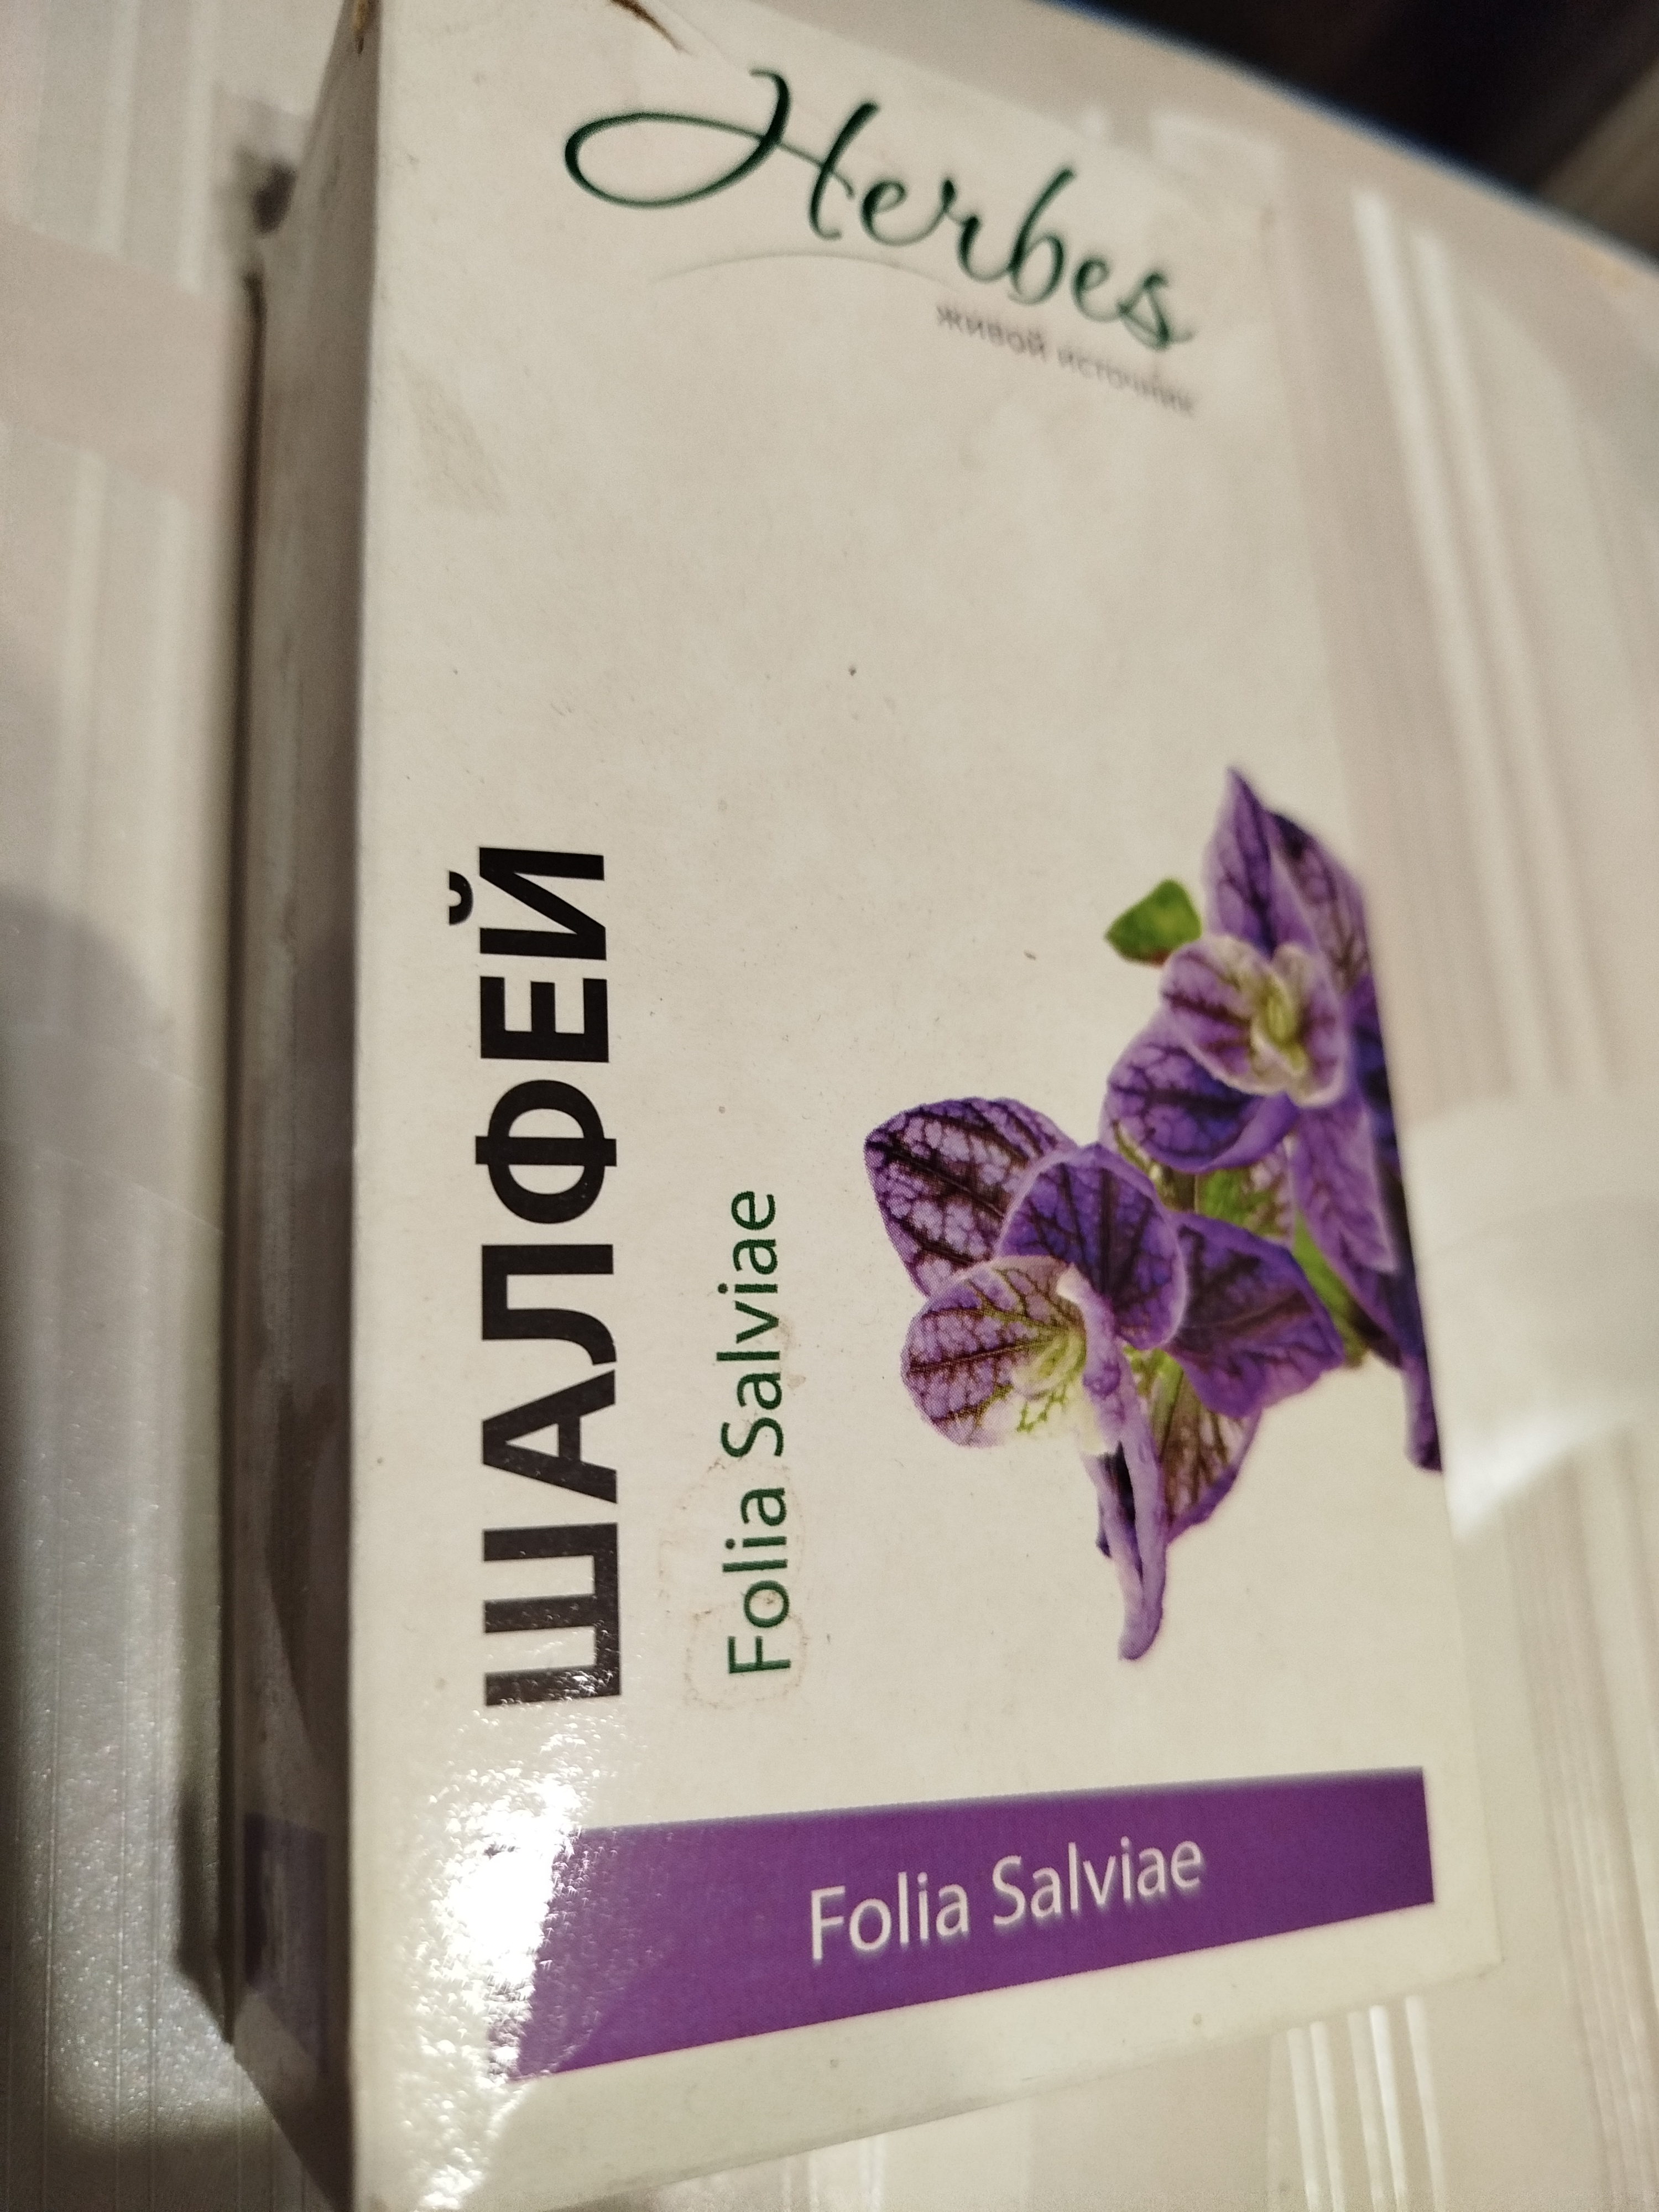 Herbes
живой источник
ШАЛФЕЙ
Folia Salviae
Folia Salviae